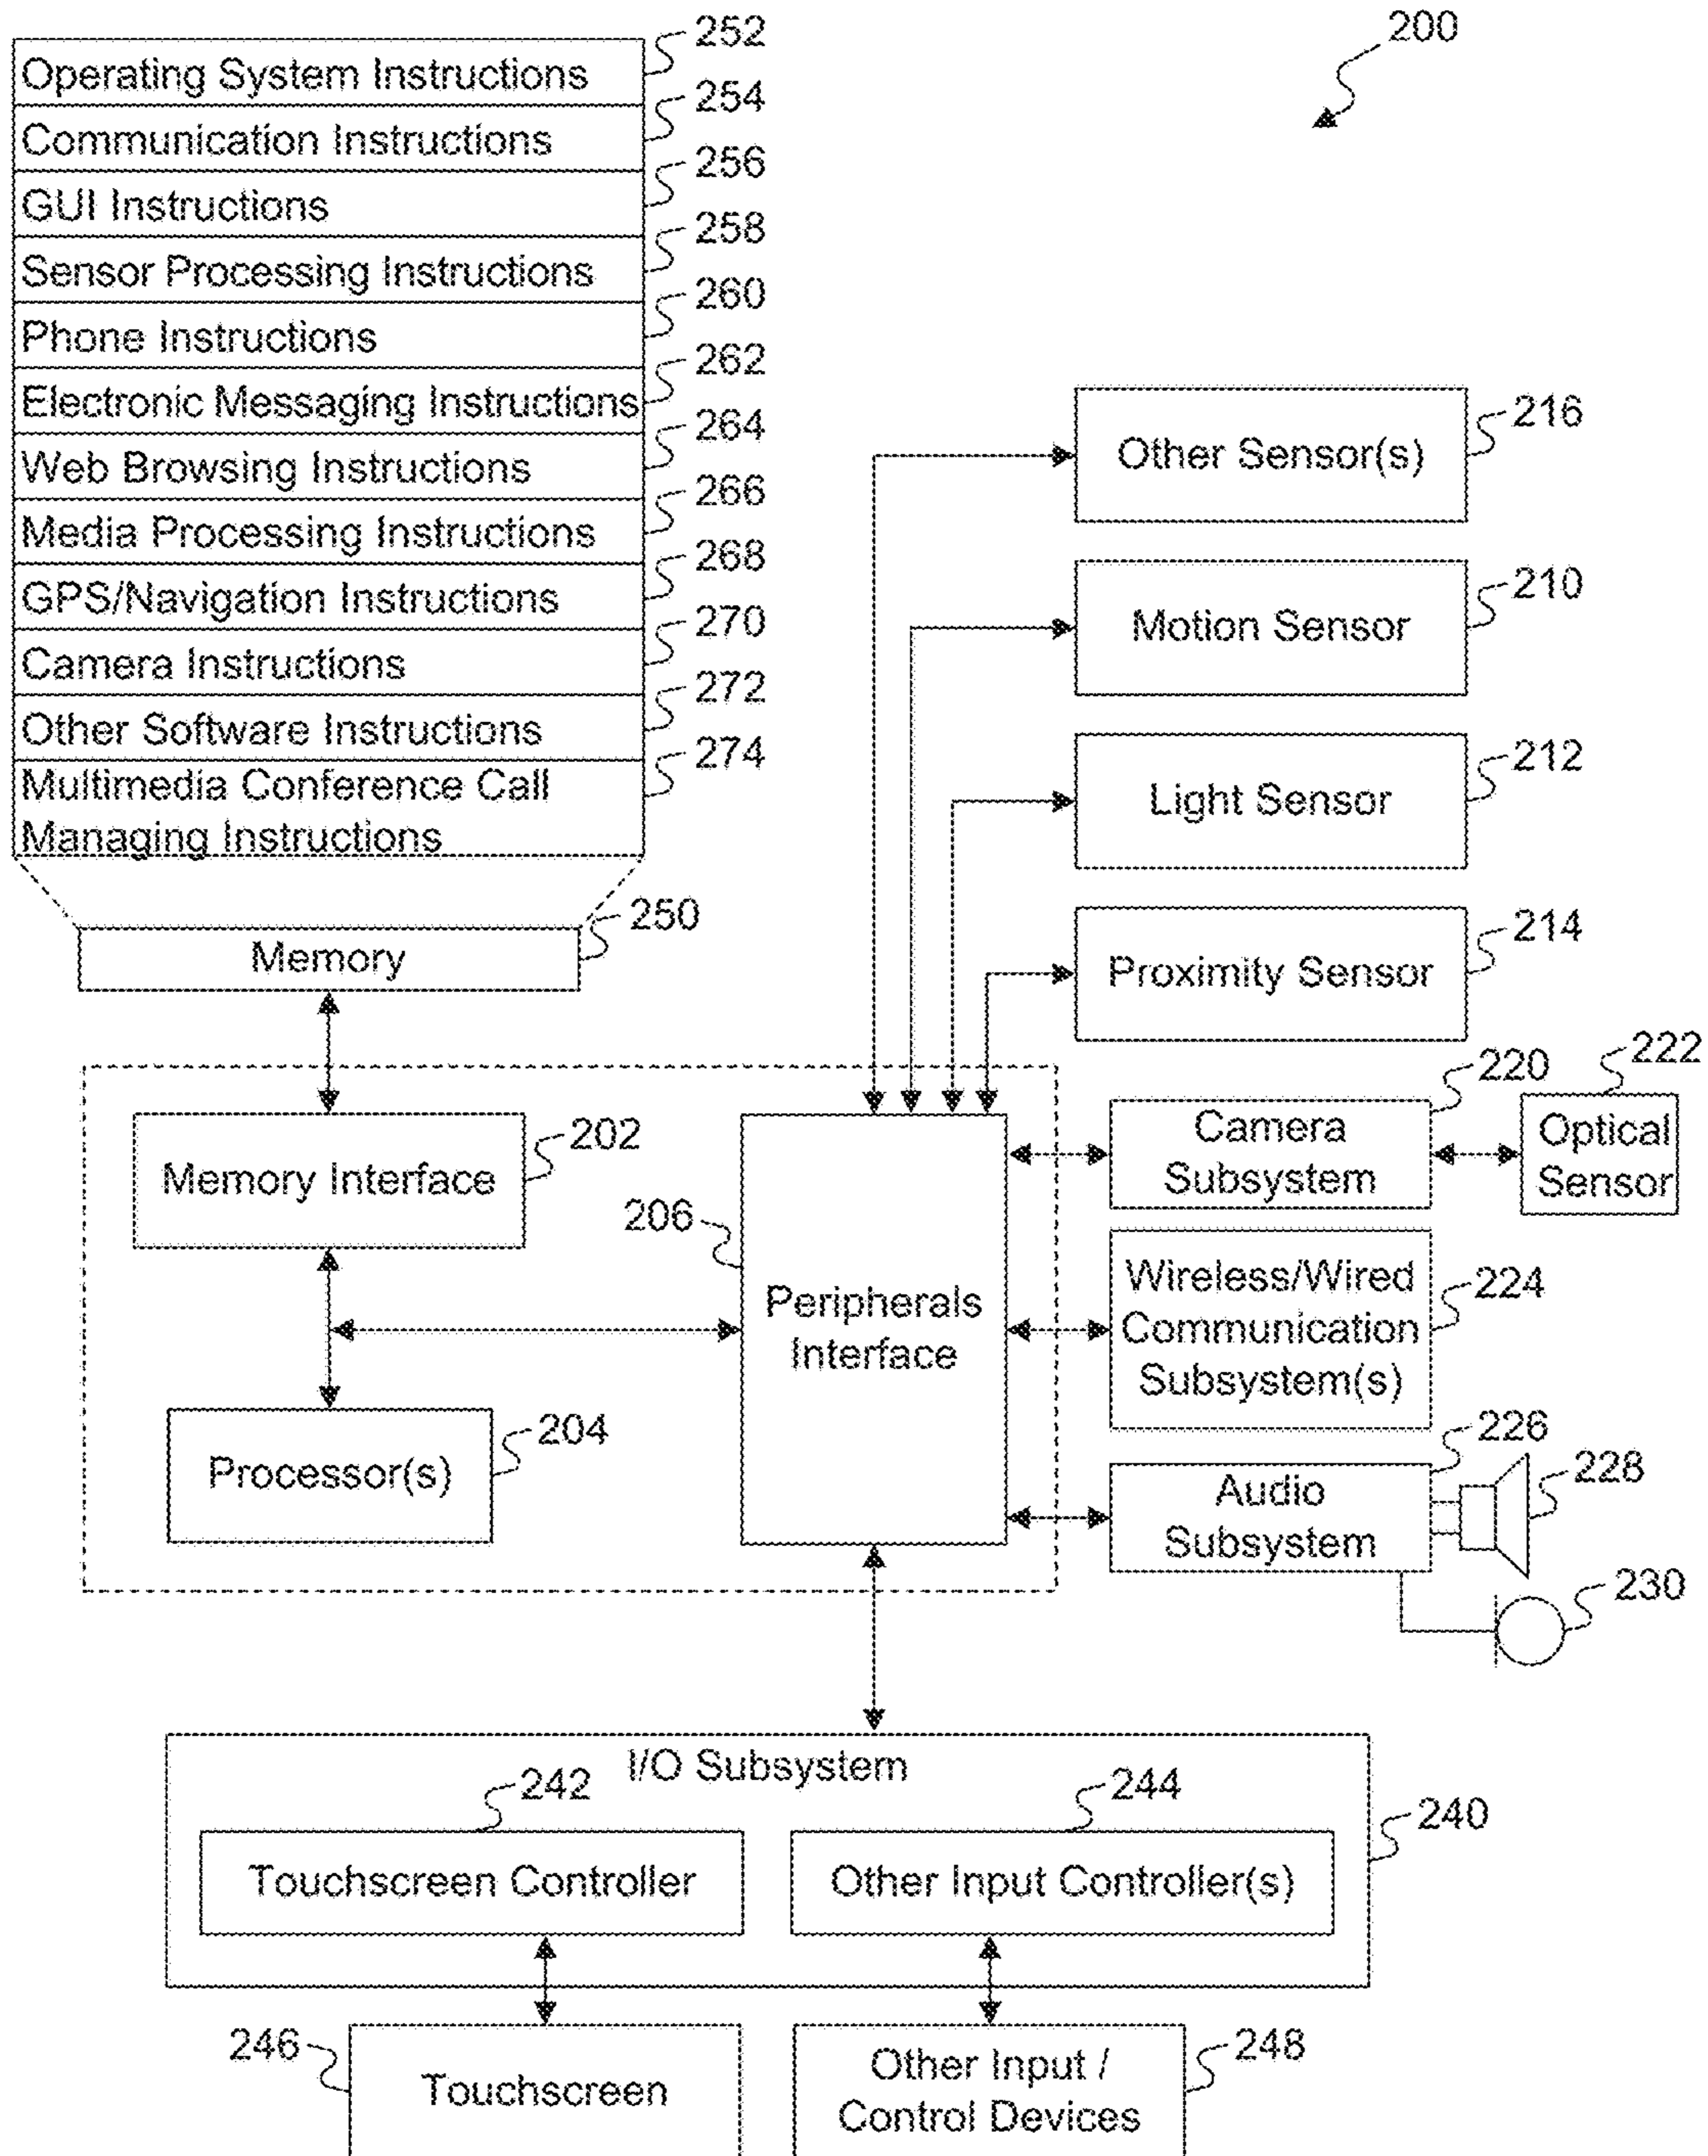 200
252
Operating System Instructions
254
Communication Instructions
256
GUI Instructions
258
Sensor Processing Instructions
260
Phone Instructions
262
Electronic Messaging Instructions
264
Web Browsing Instructions
266
Media Processing Instructions
268
GPS/Navigation Instructions
270
Camera Instructions
272
Other Software Instructions
274
Multimedia Conference Call
Managing Instructions
250
Memory
216
Other Sensor(s)
210
Motion Sensor
212
Light Sensor
214
Proximity Sensor
202
Memory Interface
204
Processor(s)
206
Peripherals
Interface
220
Camera
Subsystem
222
Optical
Sensor
224
Wireless/Wired
Communication
Subsystem(s)
226
Audio
Subsystem
228
230
I/O Subsystem
240
242
Touchscreen Controller
244
Other Input Controller(s)
246
Touchscreen
248
Other Input /
Control Devices